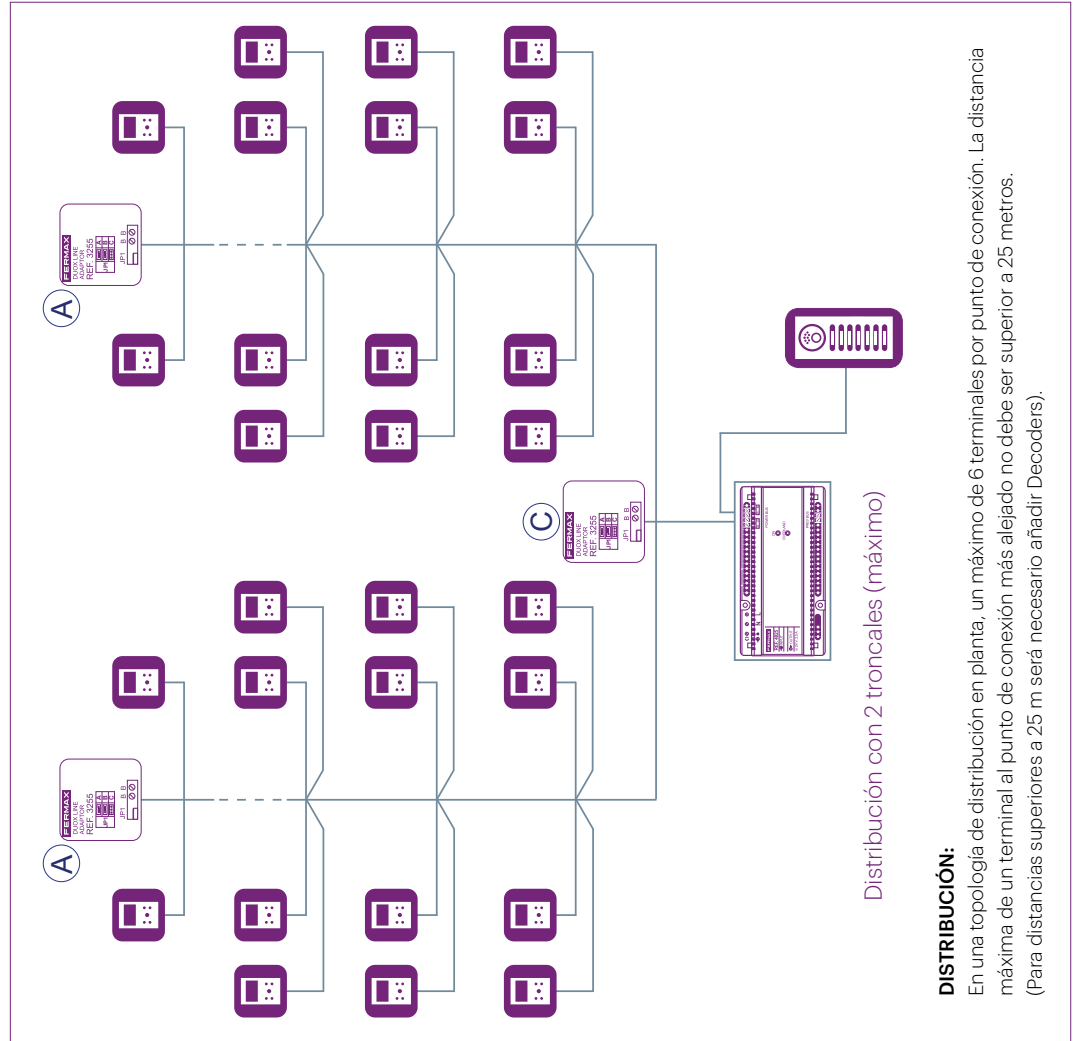 A
FERMAX
DUOX LINE
ADAPTOR
REF. 3255
JP1
A
B
C
JP1 B B
A
FERMAX
DUOX LINE
ADAPTOR
REF. 3255
JP1
A
B
C
JP1 B B
C
FERMAX
DUOX LINE
ADAPTOR
REF. 3255
JP1
A
B
C
JP1 B B
N L
Distribución con 2 troncales (máximo)
DISTRIBUCIÓN:
En una topología de distribución en planta, un máximo de 6 terminales por punto de conexión. La distancia
máxima de un terminal al punto de conexión más alejado no debe ser superior a 25 metros.
(Para distancias superiores a 25 m será necesario añadir Decoders).